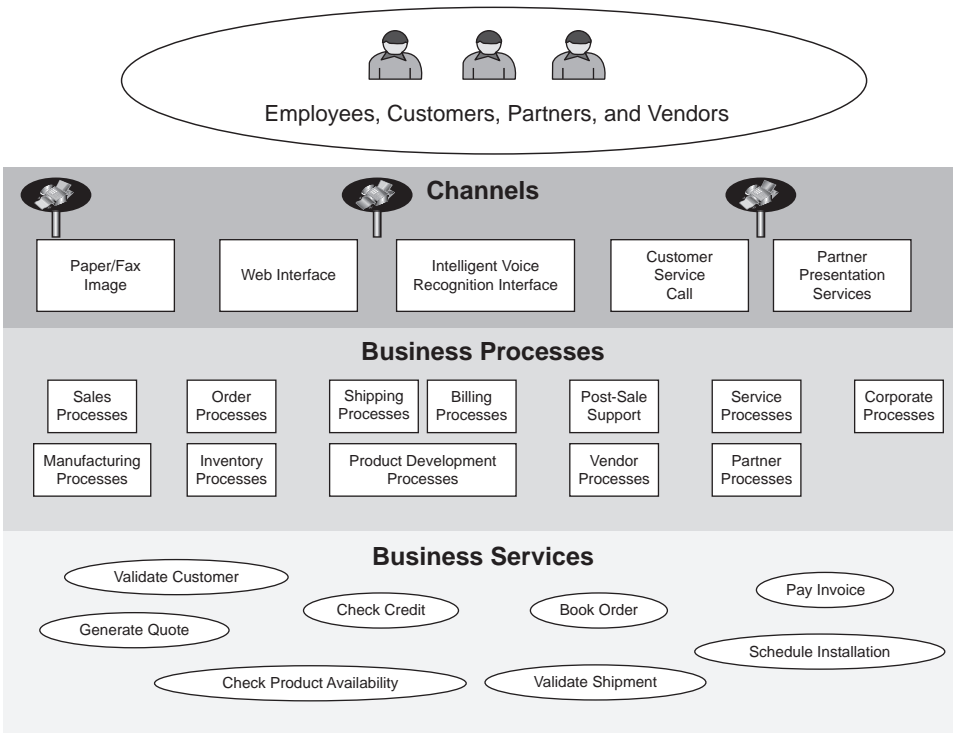 Employees, Customers, Partners, and Vendors
Channels
Paper/Fax
Image
Web Interface
Intelligent Voice
Recognition Interface
Customer
Service
Call
Partner
Presentation
Services
Business Processes
Sales
Processes
Order
Processes
Shipping
Processes
Billing
Processes
Post-Sale
Support
Service
Processes
Corporate
Processes
Manufacturing
Processes
Inventory
Processes
Product Development
Processes
Vendor
Processes
Partner
Processes
Business Services
Validate Customer
Check Credit
Book Order
Pay Invoice
Generate Quote
Schedule Installation
Check Product Availability
Validate Shipment